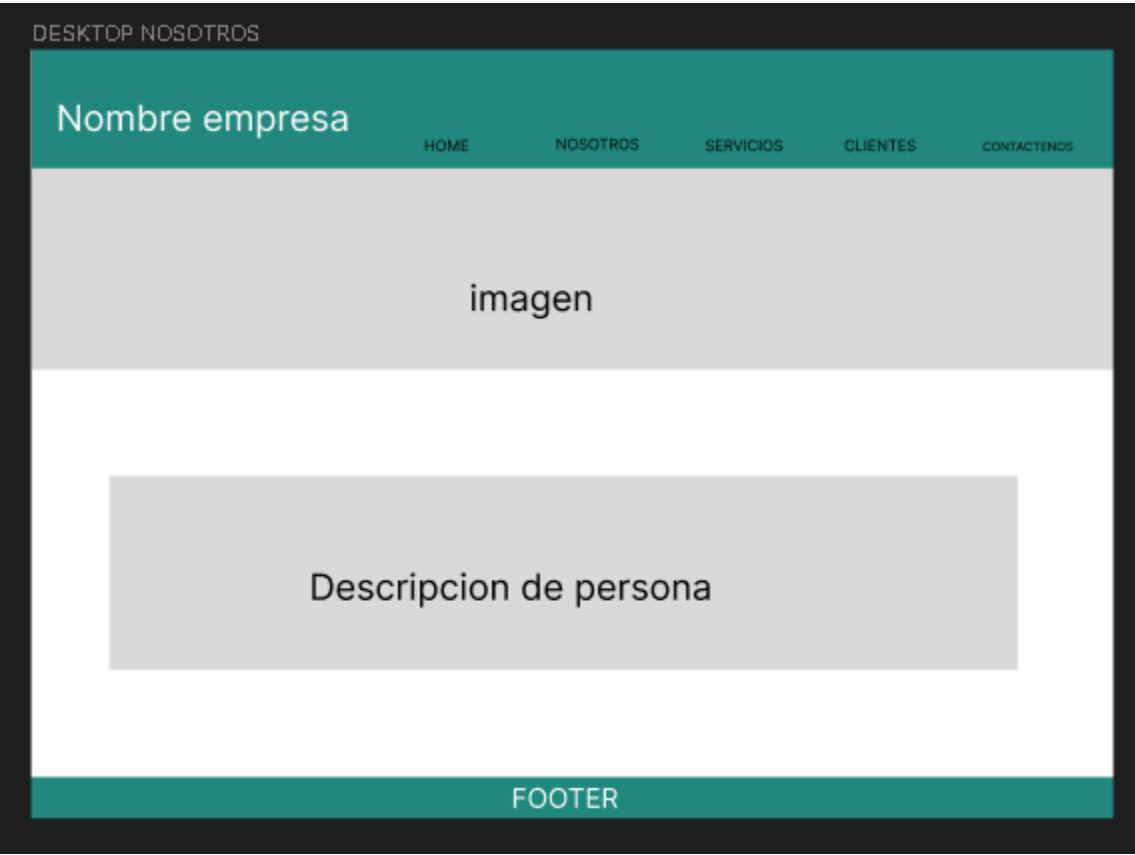 DESKTOP NOSOTROS
Nombre empresa
HOME NOSOTROS SERVICIOS CLIENTES CONTACTENOS
imagen
Descripcion de persona
FOOTER